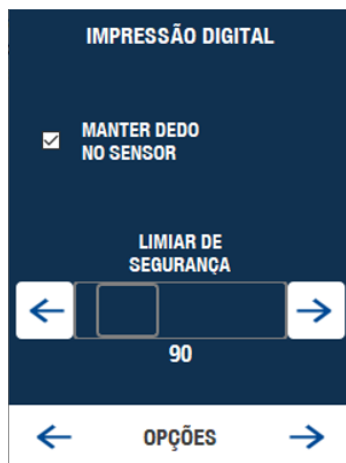 IMPRESSÃO DIGITAL
MANTER DEDO
NO SENSOR
LIMIAR DE
SEGURANÇA
90
OPÇÕES